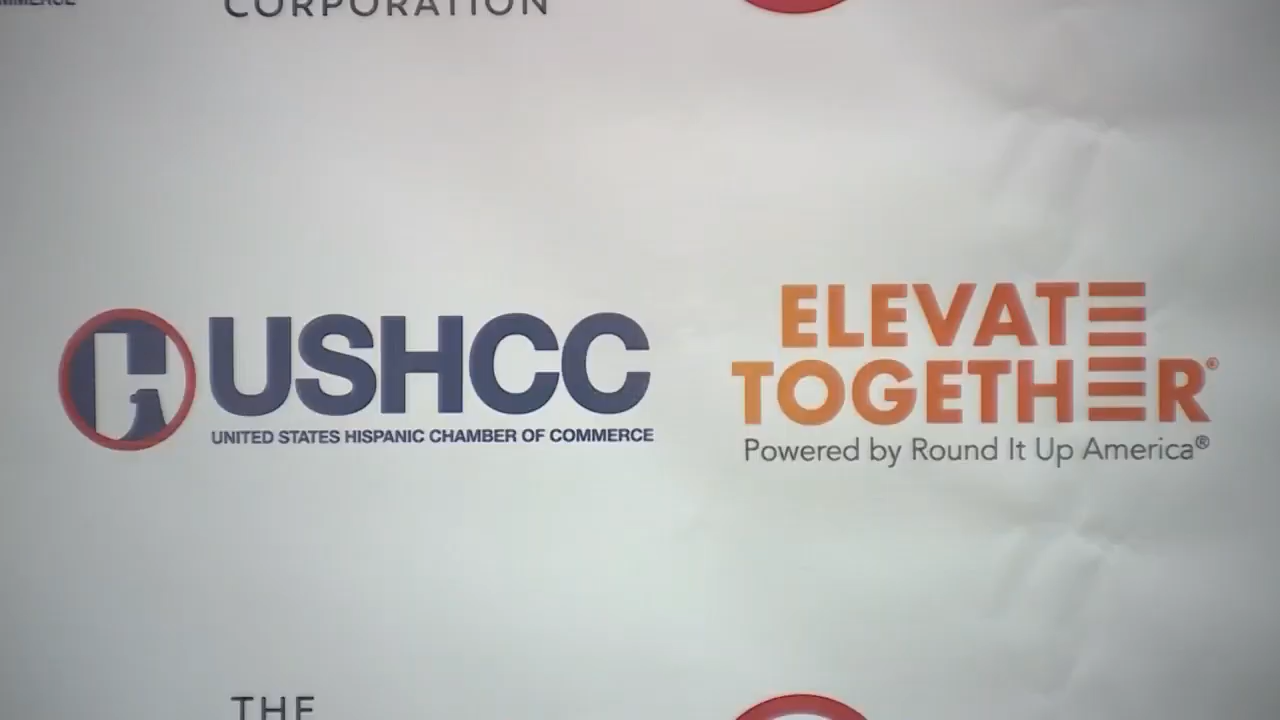 CORPORATION
USHCC
UNITED STATES HISPANIC CHAMBER OF COMMERCE
ELEVATE
TOGETHER®
Powered by Round It Up America®
THE